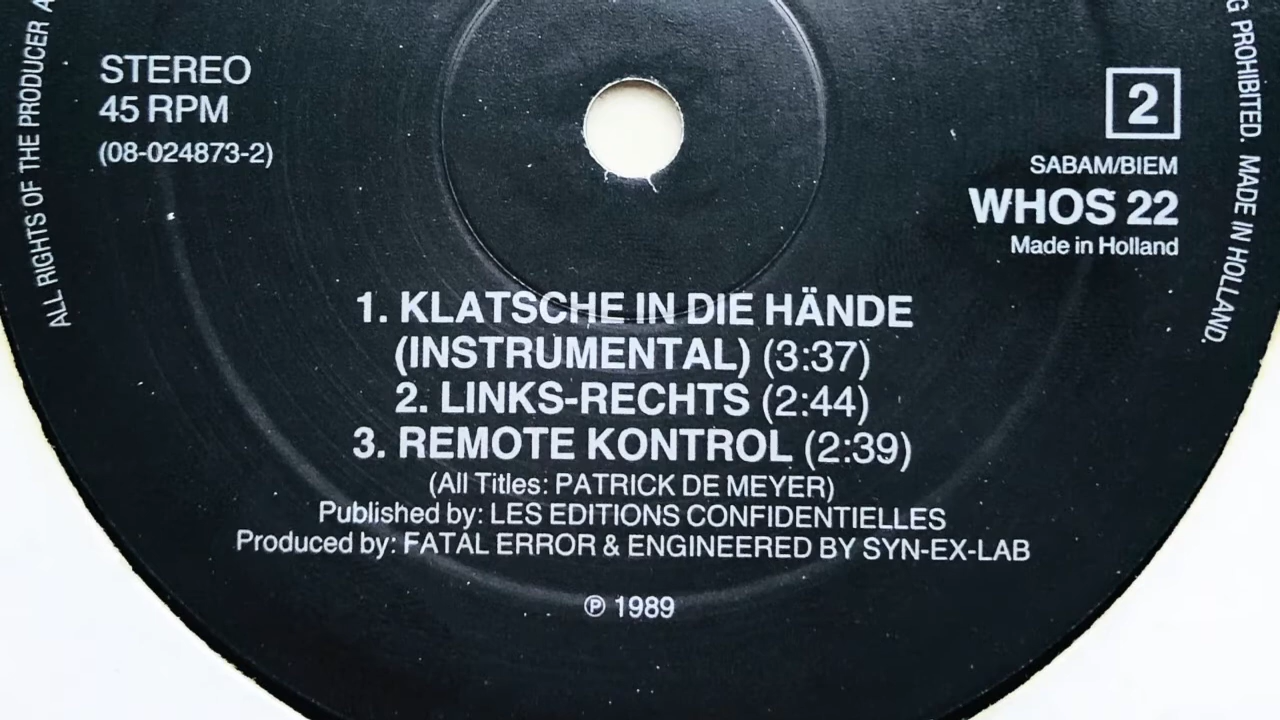 STEREO
45 RPM
(08-024873-2)
2
SABAM/BIEM
WHOS 22
Made in Holland
1. KLATSCHE IN DIE HÄNDE
(INSTRUMENTAL) (3:37)
2. LINKS-RECHTS (2:44)
3. REMOTE KONTROL (2:39)
(All Titles: PATRICK DE MEYER)
Published by: LES EDITIONS CONFIDENTIELLES
Produced by: FATAL ERROR & ENGINEERED BY SYN-EX-LAB
℗ 1989
ALL RIGHTS OF THE PRODUCER
PROHIBITED. MADE IN HOLLAND.